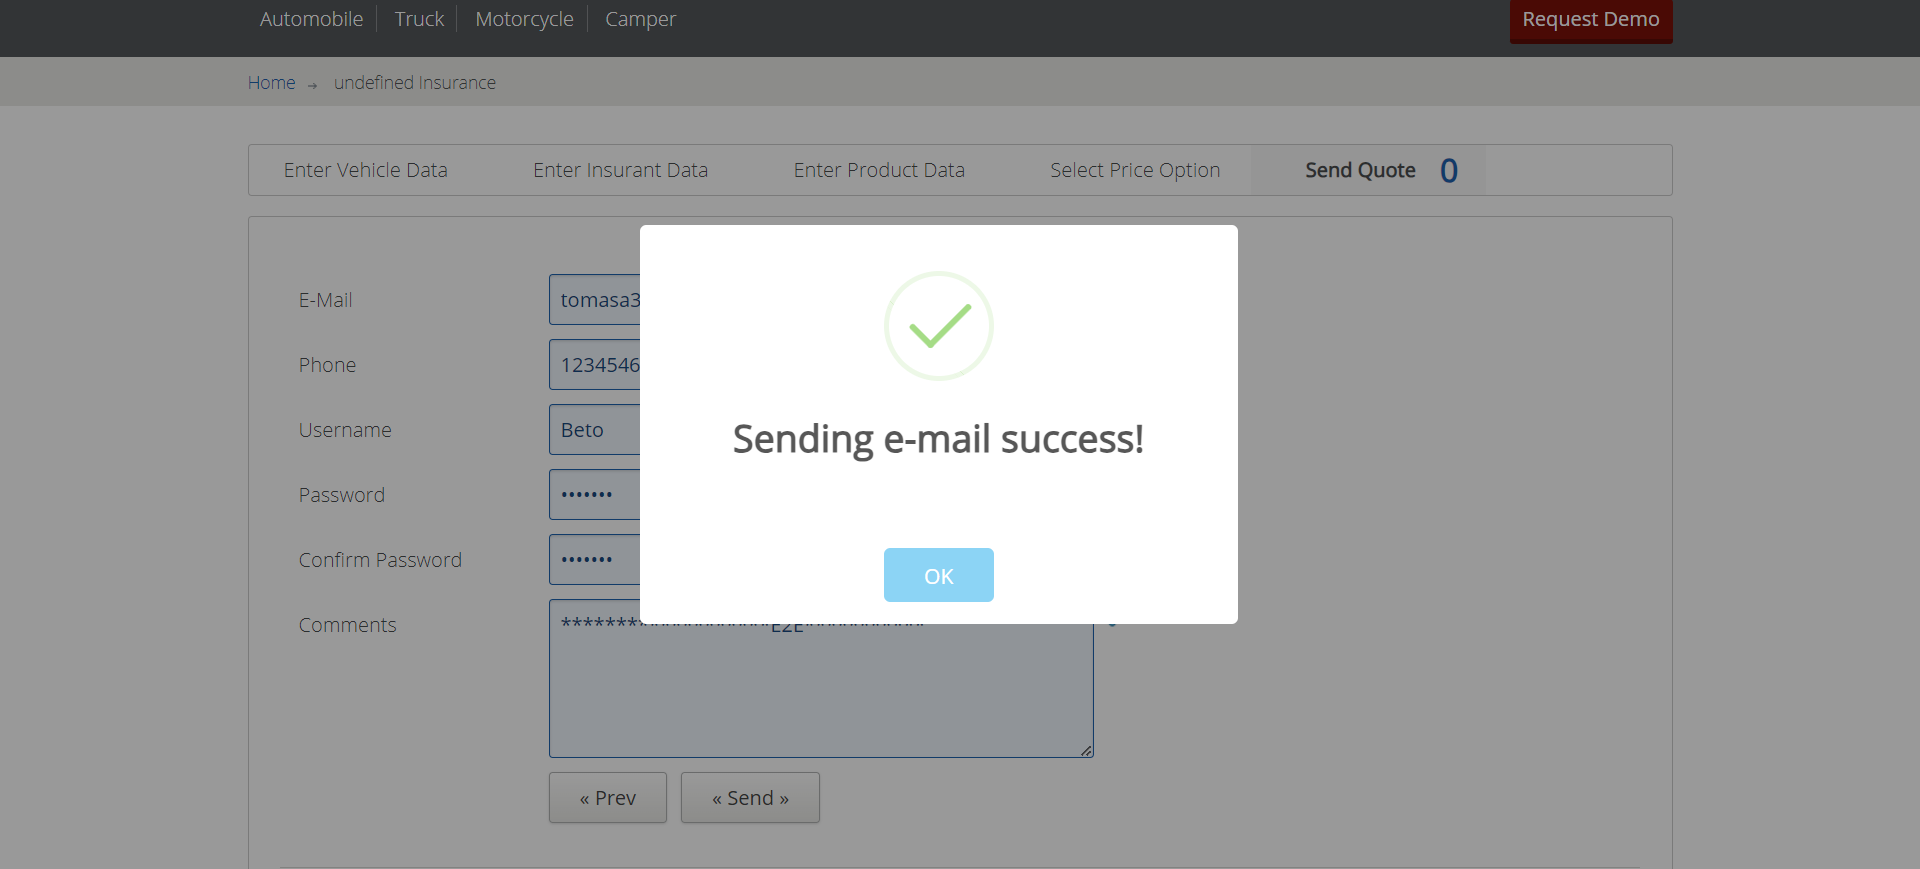 Automobile Truck Motorcycle Camper Request Demo
Home → undefined Insurance
Enter Vehicle Data Enter Insurant Data Enter Product Data Select Price Option Send Quote 0
E-Mail tomasa3
Phone 1234546
Username Beto
Password •••••••
Confirm Password •••••••
Sending e-mail success!
OK
Comments E2E
« Prev « Send »